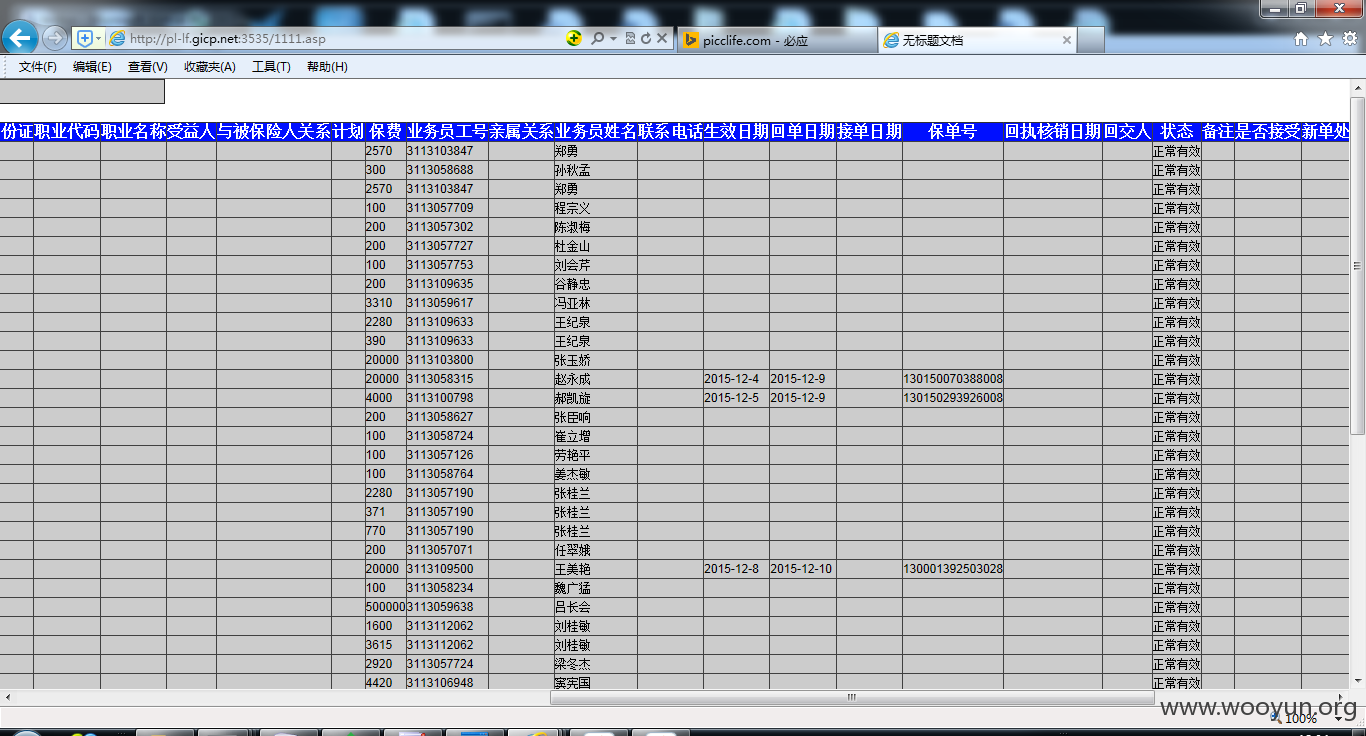 http://pl-lf.gicp.net:3535/1111.asp picclife.com - 必应 无标题文档
文件(F) 编辑(E) 查看(V) 收藏夹(A) 工具(T) 帮助(H)
份证 职业代码 职业名称 受益人 与被保险人关系 计划 保费 业务员工号 亲属关系 业务员姓名 联系电话 生效日期 回单日期 接单日期 保单号 回执核销日期 回交人 状态 备注 是否接受 新单处
2570 3113103847 郑勇 正常有效
300 3113058688 孙秋孟 正常有效
2570 3113103847 郑勇 正常有效
100 3113057709 程宗义 正常有效
200 3113057302 陈淑梅 正常有效
200 3113057727 杜金山 正常有效
100 3113057753 刘会芹 正常有效
200 3113109635 谷静忠 正常有效
3310 3113059617 冯亚林 正常有效
2280 3113109633 王纪泉 正常有效
390 3113109633 王纪泉 正常有效
20000 3113103800 张玉娇 正常有效
20000 3113058315 赵永成 2015-12-4 2015-12-9 130150070388008 正常有效
4000 3113100798 郝凯旋 2015-12-5 2015-12-9 130150293926008 正常有效
200 3113058627 张臣响 正常有效
100 3113058724 崔立增 正常有效
100 3113057126 劳艳平 正常有效
100 3113058764 姜杰敏 正常有效
2280 3113057190 张桂兰 正常有效
371 3113057190 张桂兰 正常有效
770 3113057190 张桂兰 正常有效
200 3113057071 任翠娥 正常有效
20000 3113109500 王美艳 2015-12-8 2015-12-10 130001392503028 正常有效
100 3113058234 魏广猛 正常有效
500000 3113059638 吕长会 正常有效
1600 3113112062 刘桂敏 正常有效
3615 3113112062 刘桂敏 正常有效
2920 3113057724 梁冬杰 正常有效
4420 3113106948 窦宪国 正常有效
www.wooyun.org
100%